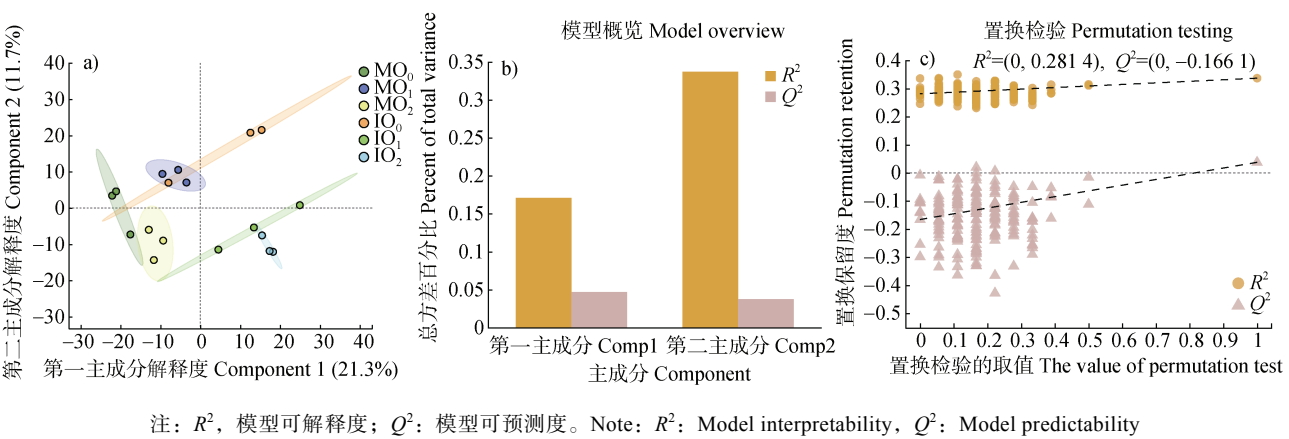 a)
第二主成分解释度 Component 2 (11.7%)
40
30
20
10
0
−10
−20
−30
−30 −20 −10 0 10 20 30 40
第一主成分解释度 Component 1 (21.3%)
MO₀
MO₁
MO₂
IO₀
IO₁
IO₂
模型概览 Model overview
b)
总方差百分比 Percent of total variance
0.35
0.3
0.25
0.2
0.15
0.1
0.05
0
R²
Q²
第一主成分 Comp1 第二主成分 Comp2
主成分 Component
置换检验 Permutation testing
c)
R²=(0, 0.281 4), Q²=(0, −0.166 1)
置换保留度 Permutation retention
0.4
0.3
0.2
0.1
0
−0.1
−0.2
−0.3
−0.4
−0.5
R²
Q²
0 0.1 0.2 0.3 0.4 0.5 0.6 0.7 0.8 0.9 1
置换检验的取值 The value of permutation test
注：R²，模型可解释度；Q²：模型可预测度。Note: R²: Model interpretability, Q²: Model predictability